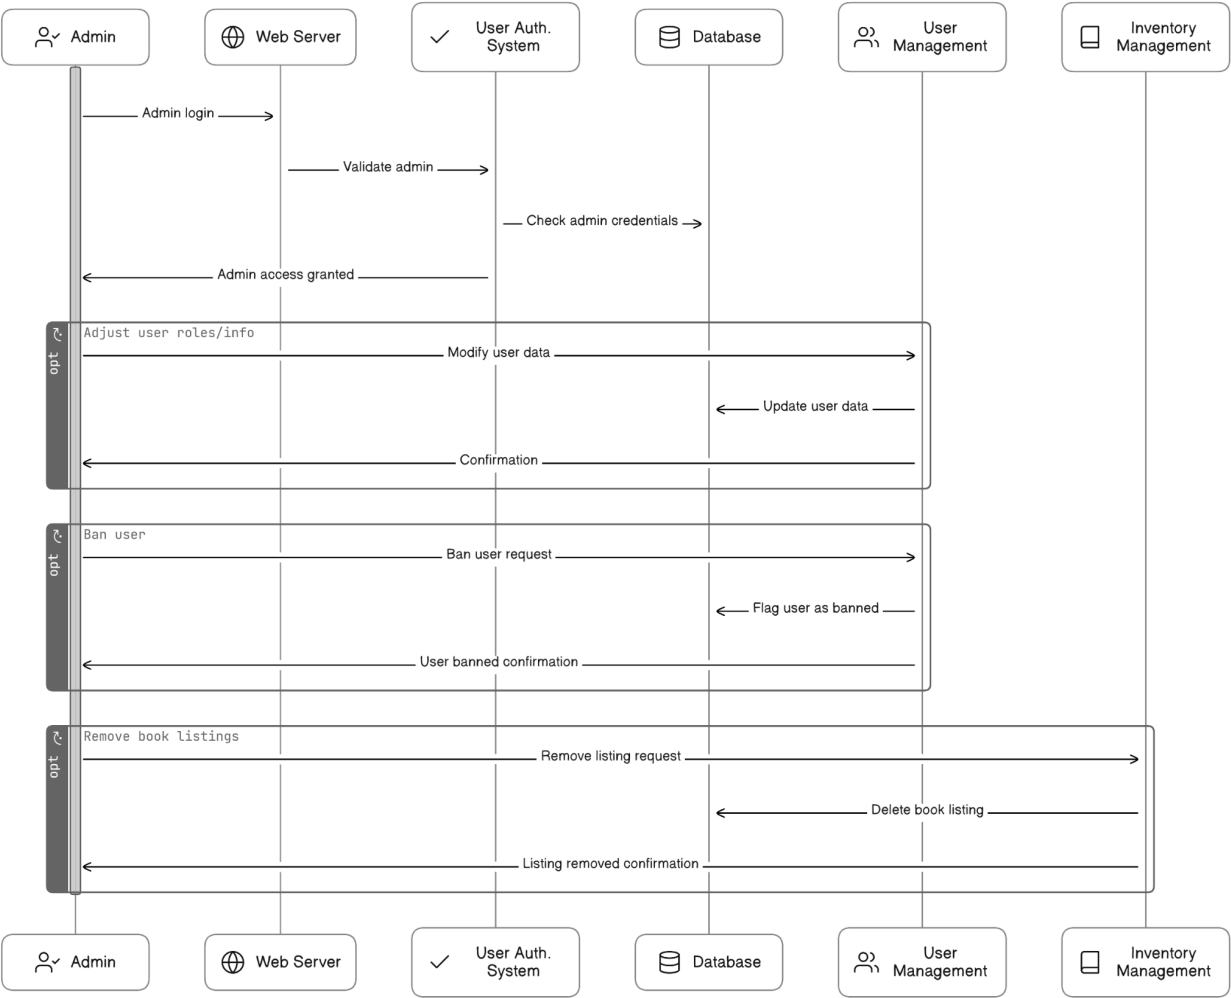 Admin
Web Server
User Auth.
System
Database
User
Management
Inventory
Management
Admin login
Validate admin
Check admin credentials
Admin access granted
opt
Adjust user roles/info
Modify user data
Update user data
Confirmation
opt
Ban user
Ban user request
Flag user as banned
User banned confirmation
opt
Remove book listings
Remove listing request
Delete book listing
Listing removed confirmation
Admin
Web Server
User Auth.
System
Database
User
Management
Inventory
Management